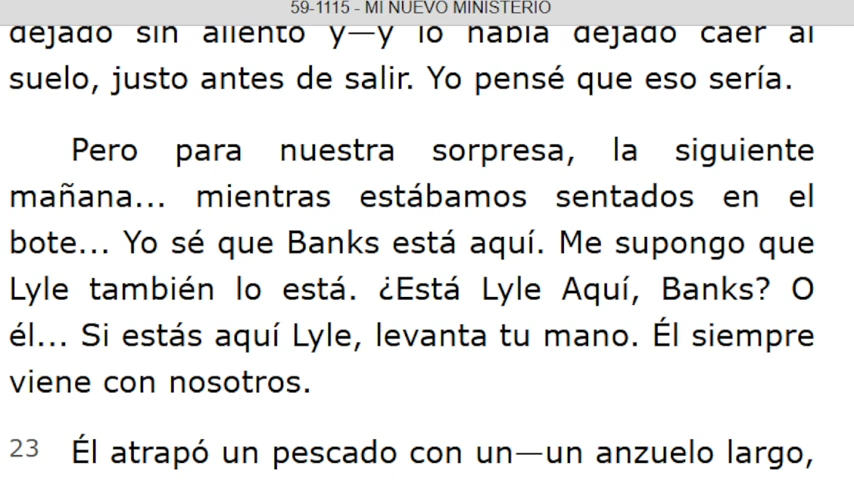 59-1115 - MI NUEVO MINISTERIO
dejado sin aliento y—y lo había dejado caer al
suelo, justo antes de salir. Yo pensé que eso sería.
Pero para nuestra sorpresa, la siguiente
mañana... mientras estábamos sentados en el
bote... Yo sé que Banks está aquí. Me supongo que
Lyle también lo está. ¿Está Lyle Aquí, Banks? O
él... Si estás aquí Lyle, levanta tu mano. Él siempre
viene con nosotros.
23 Él atrapó un pescado con un—un anzuelo largo,